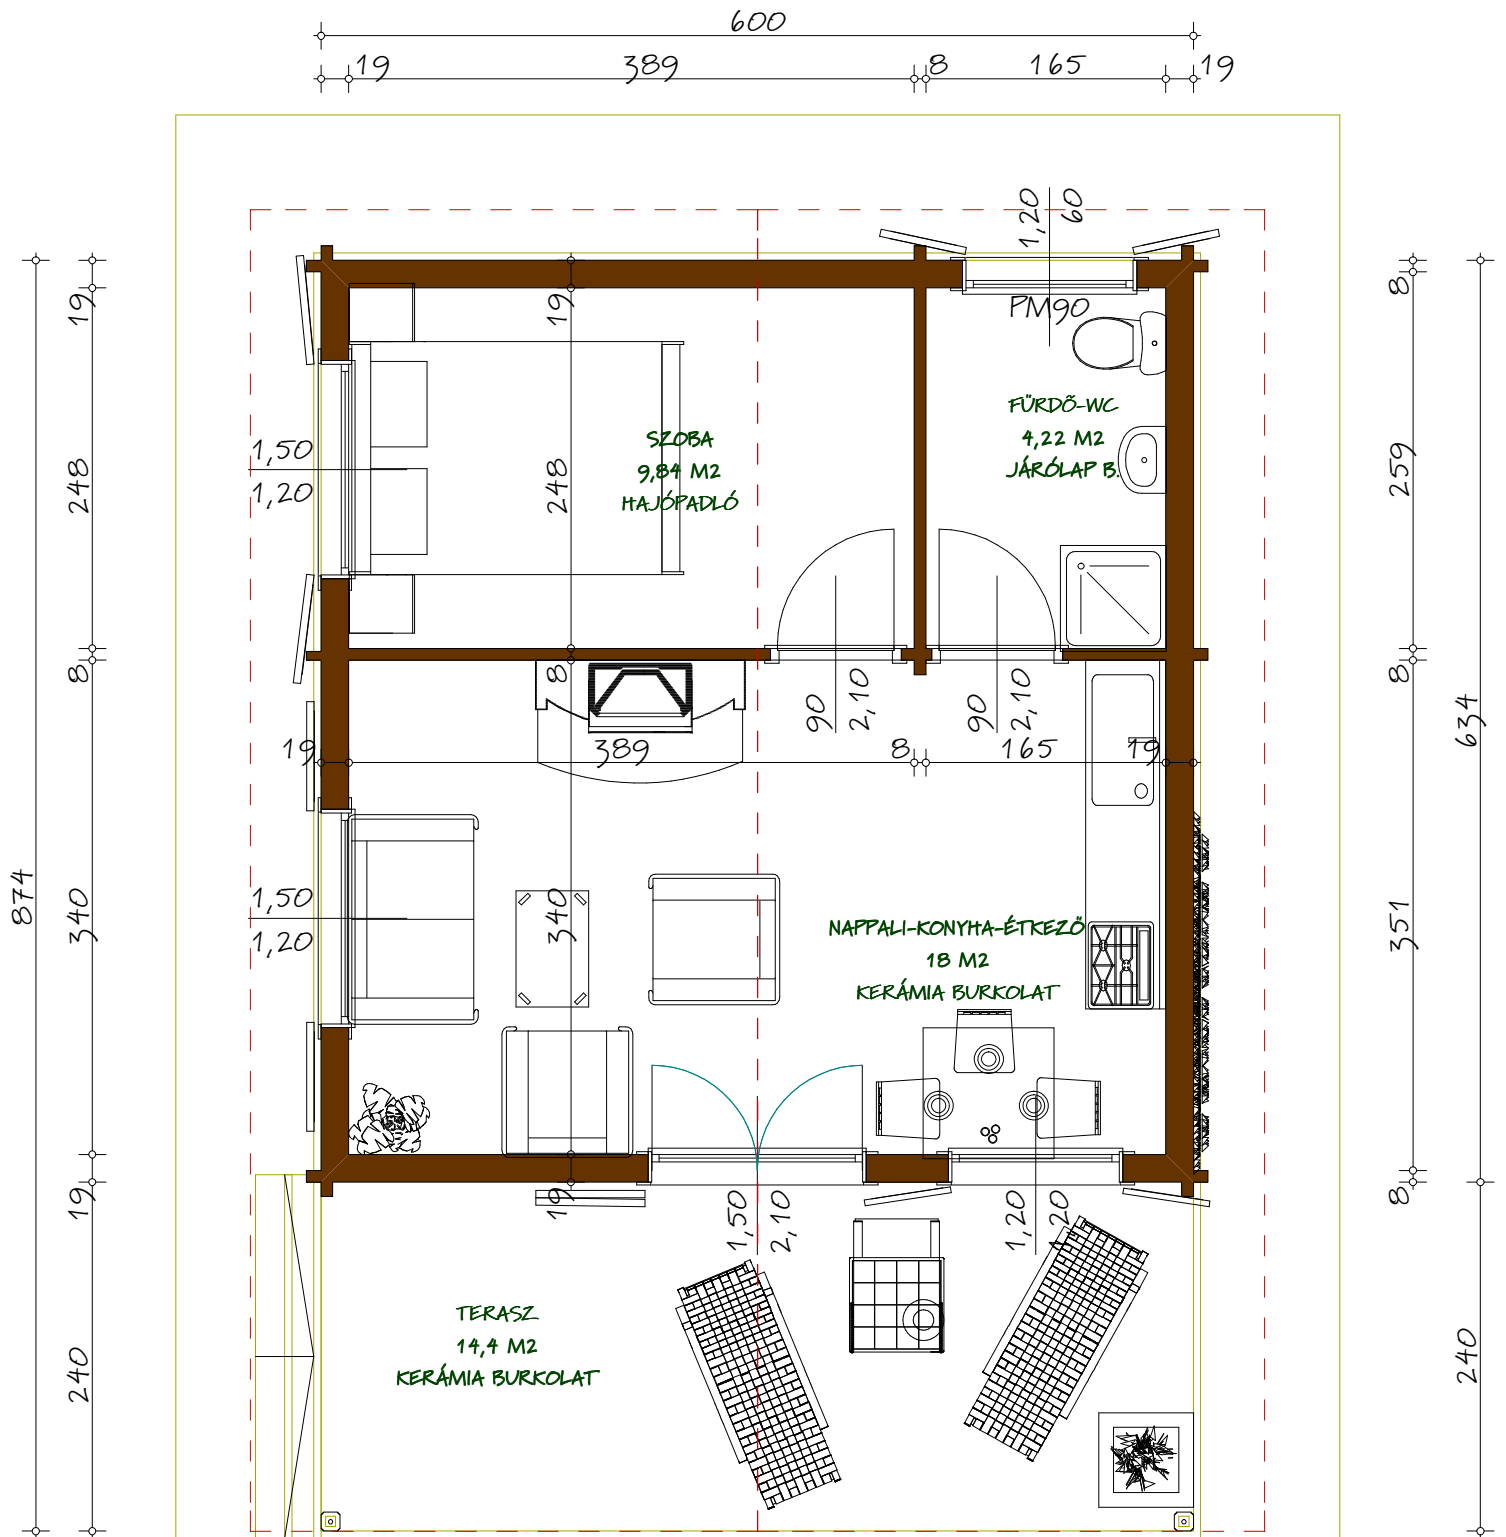 600
19 389 8 165 19
1,20
60
PM90
19
19
8
FÜRDŐ-WC
4,22 M2
JÁRÓLAP B.
SZOBA
9,84 M2
HAJÓPADLÓ
1,50
1,20
248
248
259
8
8
8
90
2,10
90
2,10
634
19 389 8 165 19
874
340
1,50
1,20
340
NAPPALI-KONYHA-ÉTKEZŐ
18 M2
KERÁMIA BURKOLAT
351
19
19
8
1,50
2,10
1,20
1,20
TERASZ
14,4 M2
KERÁMIA BURKOLAT
240
240